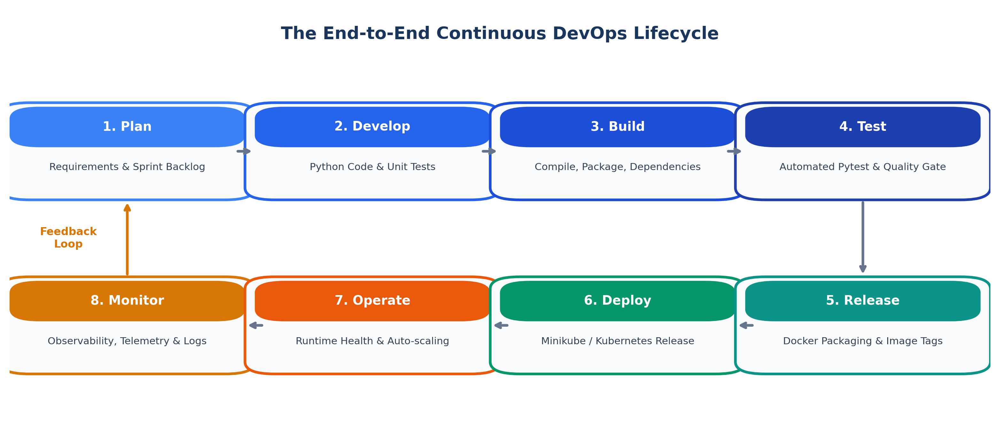 The End-to-End Continuous DevOps Lifecycle
1. Plan
Requirements & Sprint Backlog
2. Develop
Python Code & Unit Tests
3. Build
Compile, Package, Dependencies
4. Test
Automated Pytest & Quality Gate
Feedback
Loop
8. Monitor
Observability, Telemetry & Logs
7. Operate
Runtime Health & Auto-scaling
6. Deploy
Minikube / Kubernetes Release
5. Release
Docker Packaging & Image Tags